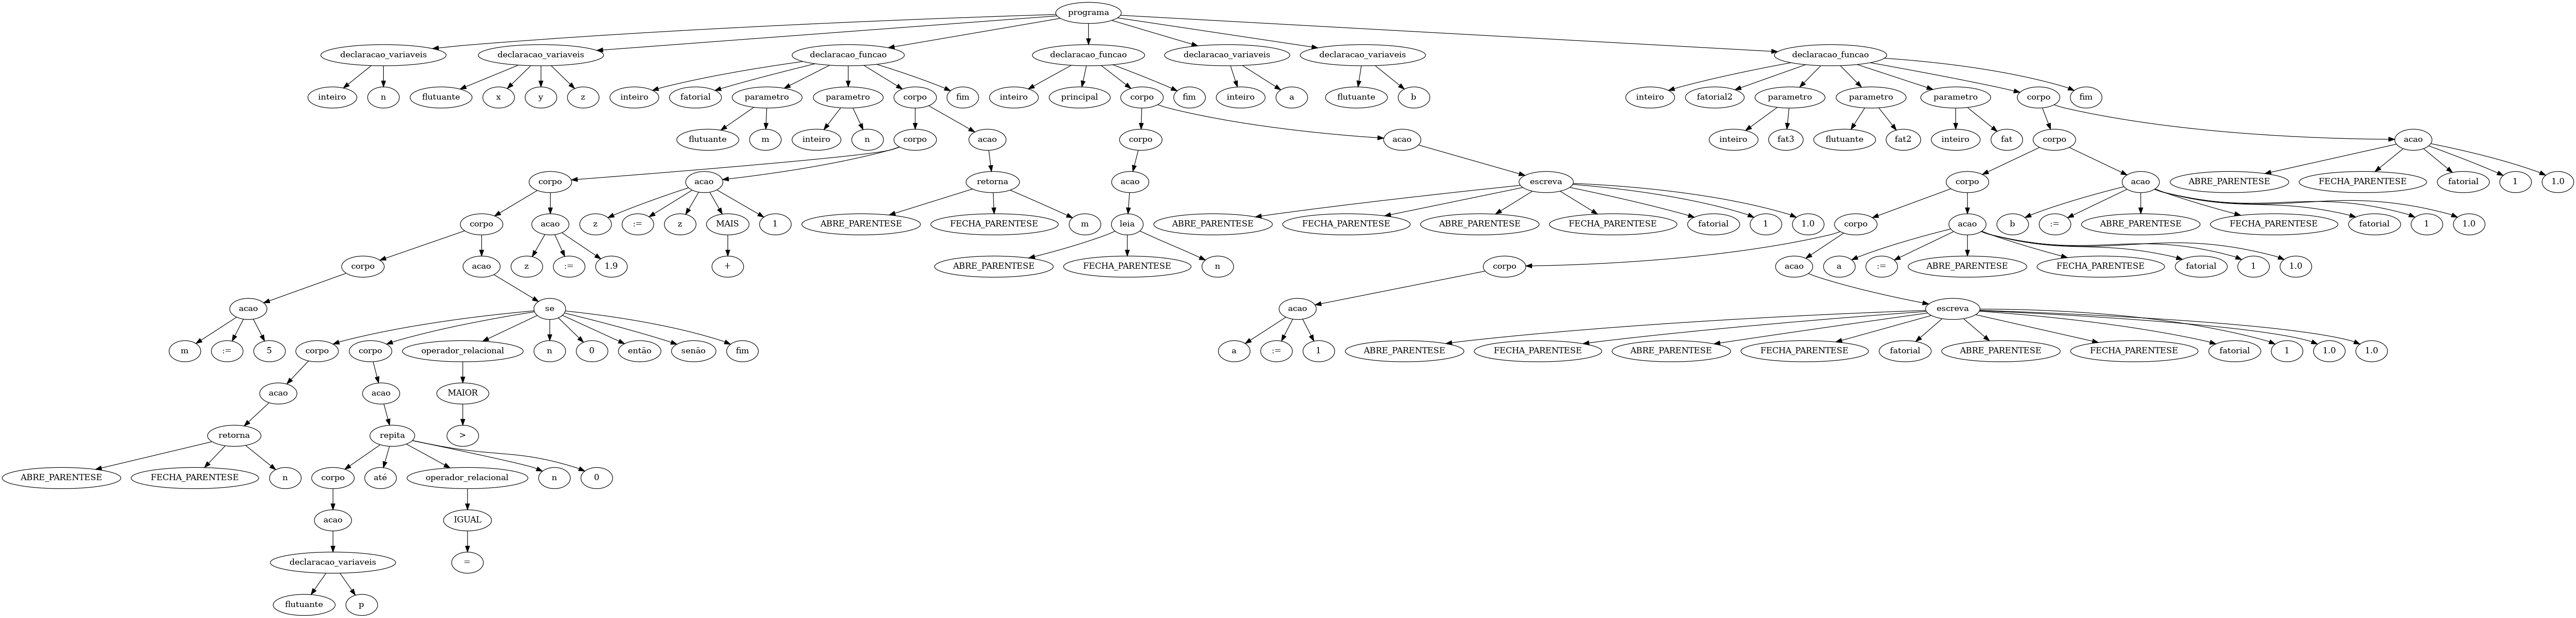 programa
declaracao_variaveis declaracao_variaveis declaracao_funcao declaracao_funcao declaracao_variaveis declaracao_variaveis declaracao_funcao
inteiro n flutuante x y z inteiro fatorial parametro parametro corpo fim inteiro principal corpo fim inteiro a flutuante b inteiro fatorial2 parametro parametro parametro corpo fim
flutuante m inteiro n corpo acao corpo acao inteiro fat3 flutuante fat2 inteiro fat corpo acao
corpo acao retorna acao escreva corpo acao ABRE_PARENTESE FECHA_PARENTESE fatorial 1 1.0
corpo acao z := z MAIS 1 ABRE_PARENTESE FECHA_PARENTESE m leia ABRE_PARENTESE FECHA_PARENTESE ABRE_PARENTESE FECHA_PARENTESE fatorial 1 1.0 corpo acao b := ABRE_PARENTESE FECHA_PARENTESE fatorial 1 1.0
corpo acao z := 1.9 + ABRE_PARENTESE FECHA_PARENTESE n corpo acao a := ABRE_PARENTESE FECHA_PARENTESE fatorial 1 1.0
acao se acao escreva
m := 5 corpo corpo operador_relacional n 0 então senão fim a := 1 ABRE_PARENTESE FECHA_PARENTESE ABRE_PARENTESE FECHA_PARENTESE fatorial ABRE_PARENTESE FECHA_PARENTESE fatorial 1 1.0 1.0
acao acao MAIOR
retorna repita >
ABRE_PARENTESE FECHA_PARENTESE n corpo até operador_relacional n 0
acao IGUAL
declaracao_variaveis =
flutuante p